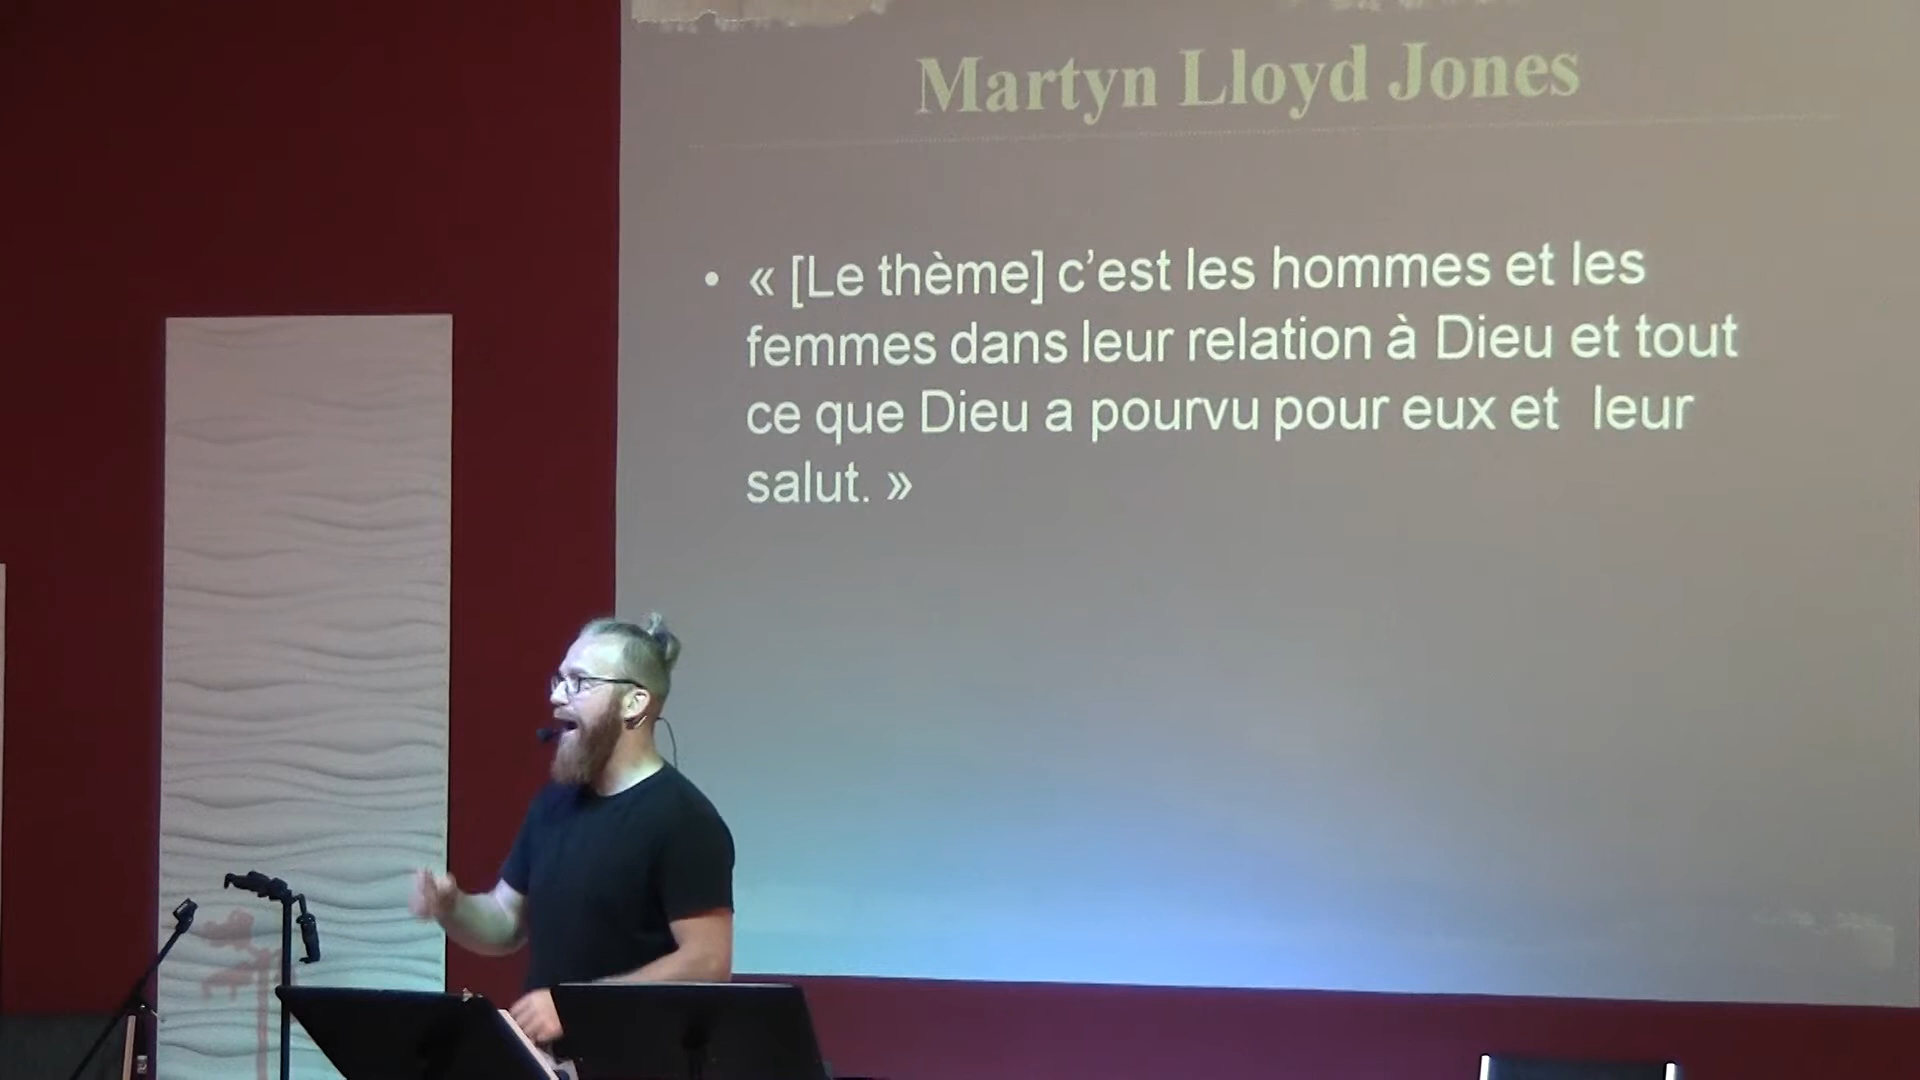 Martyn Lloyd Jones
• « [Le thème] c’est les hommes et les
femmes dans leur relation à Dieu et tout
ce que Dieu a pourvu pour eux et  leur
salut. »